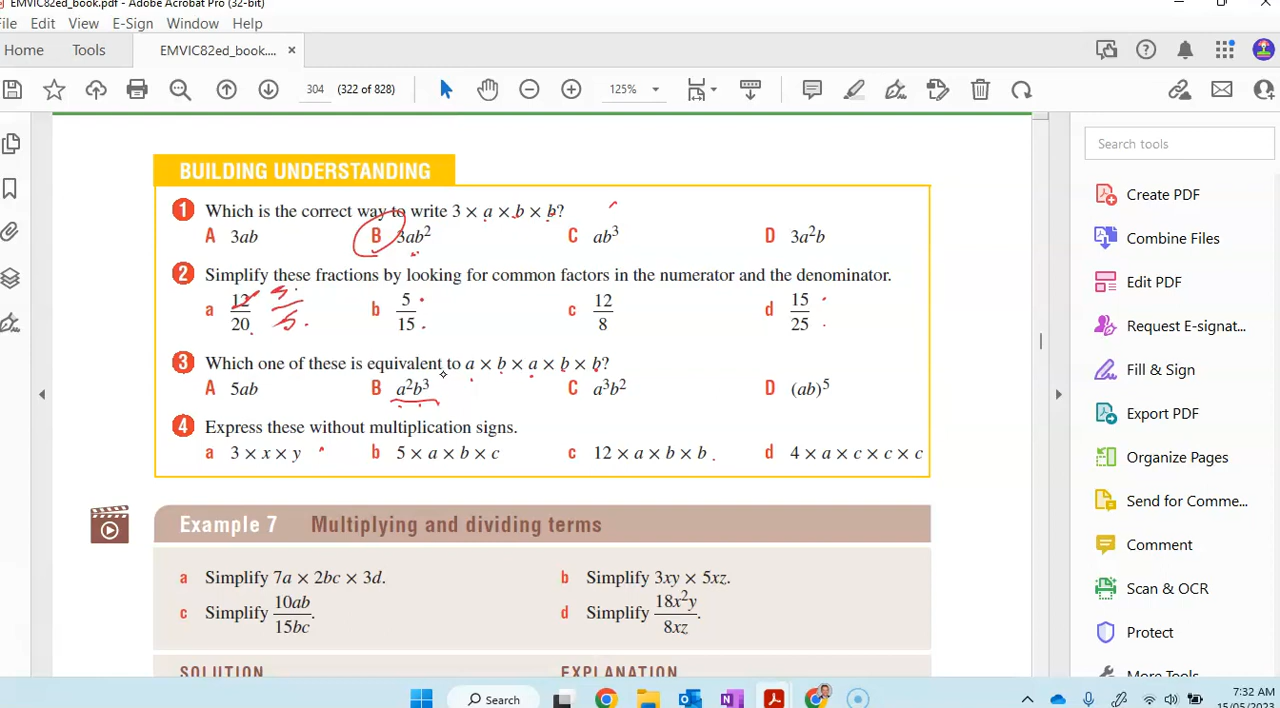 EMVIC82ed_book.pdf - Adobe Acrobat Pro (32-bit)
File Edit View E-Sign Window Help
Home Tools EMVIC82ed_book.... ×
304 (322 of 828) 125%
Search tools
BUILDING UNDERSTANDING
1 Which is the correct way to write 3 × a × b × b?
A 3ab B 3ab² C ab³ D 3a²b
2 Simplify these fractions by looking for common factors in the numerator and the denominator.
a 12/20 3/5 b 5/15 c 12/8 d 15/25
3 Which one of these is equivalent to a × b × a × b × b?
A 5ab B a²b³ C a³b² D (ab)⁵
4 Express these without multiplication signs.
a 3 × x × y b 5 × a × b × c c 12 × a × b × b d 4 × a × c × c × c
Example 7 Multiplying and dividing terms
a Simplify 7a × 2bc × 3d. b Simplify 3xy × 5xz.
c Simplify 10ab/15bc. d Simplify 18x²y/8xz.
SOLUTION EXPLANATION
Create PDF
Combine Files
Edit PDF
Request E-signat...
Fill & Sign
Export PDF
Organize Pages
Send for Comme...
Comment
Scan & OCR
Protect
More Tools
Search
7:32 AM
15/05/2023